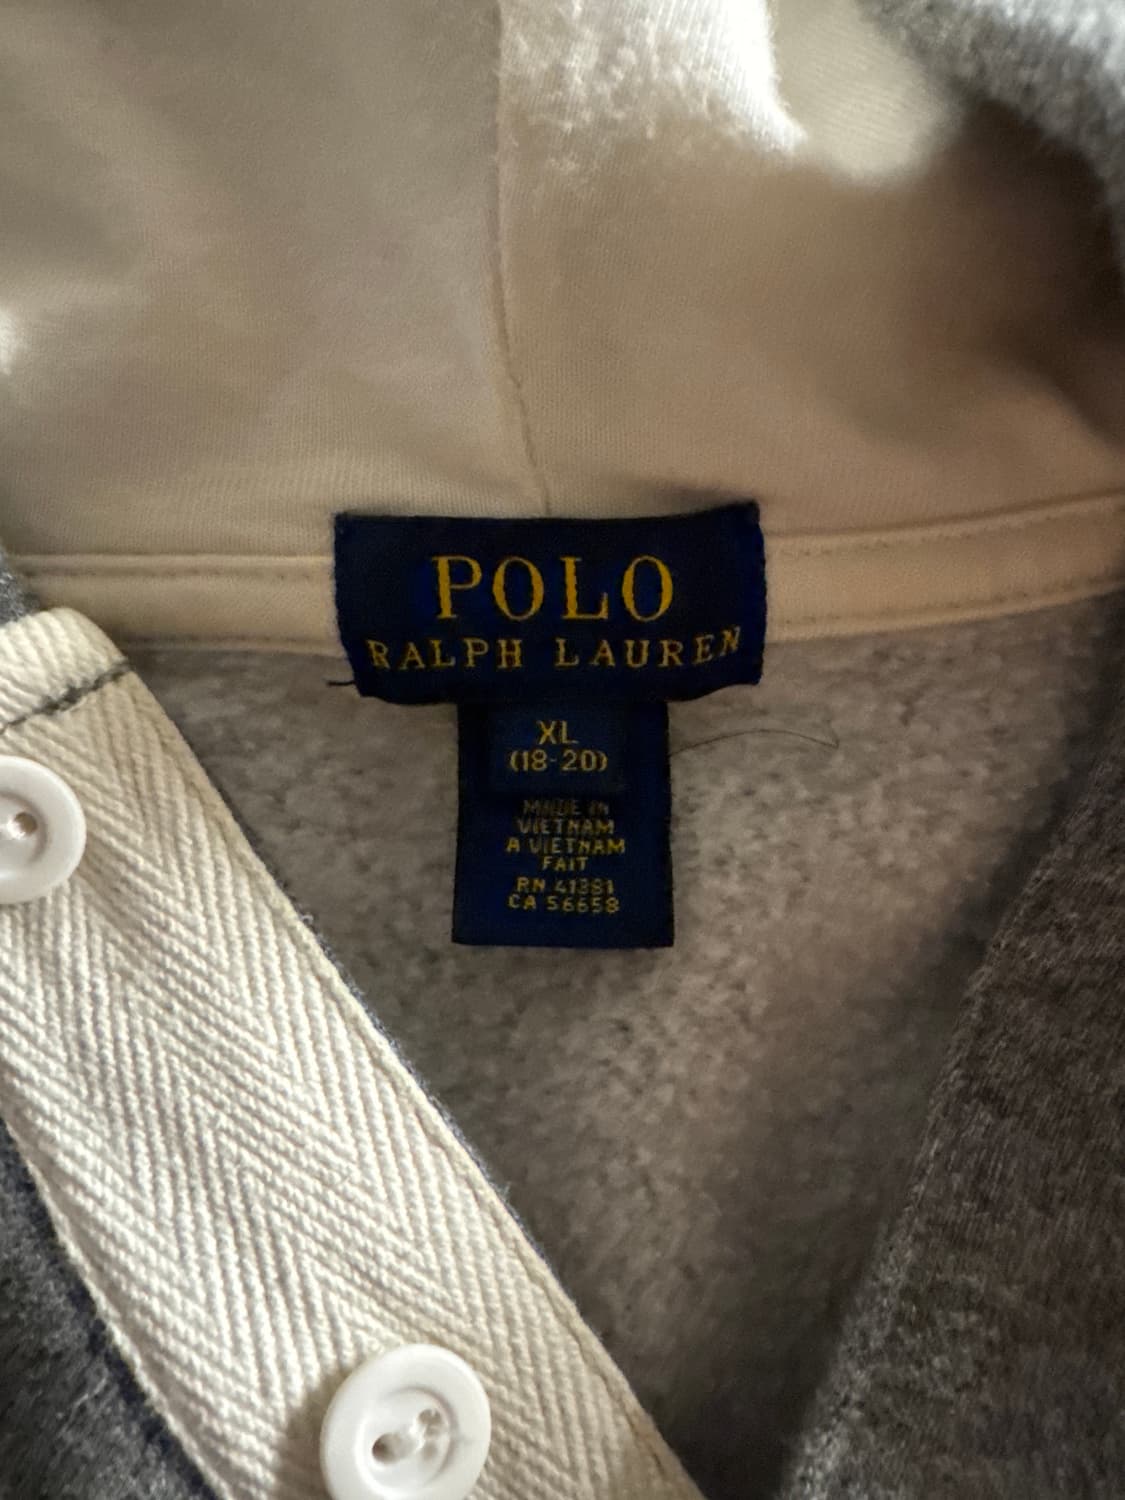 POLO
RALPH LAUREN
XL
(18-20)
MADE IN
VIETNAM
A VIETNAM
FAIT
RN 41381
CA 56658